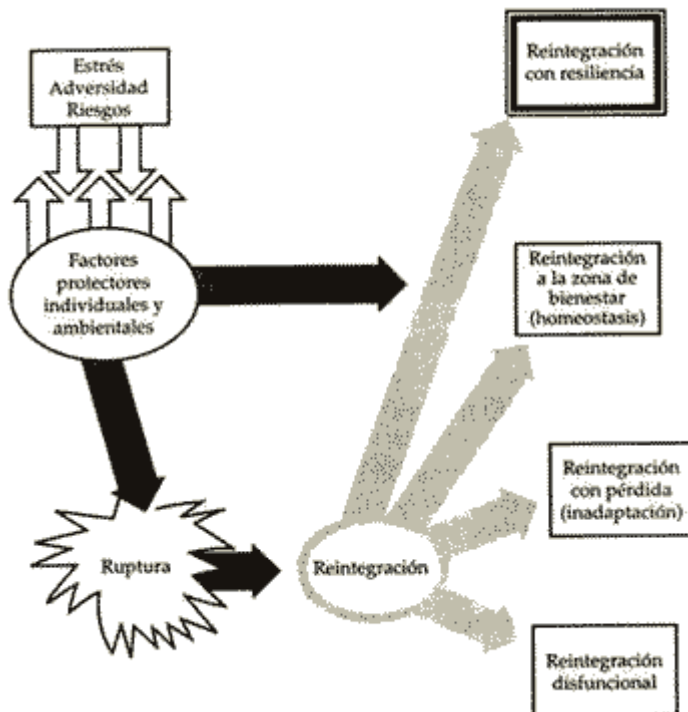 Estrés
Adversidad
Riesgos
Reintegración
con resiliencia
Factores
protectores
individuales y
ambientales
Reintegración
a la zona de
bienestar
(homeostasis)
Reintegración
con pérdida
(inadaptación)
Ruptura
Reintegración
Reintegración
disfuncional